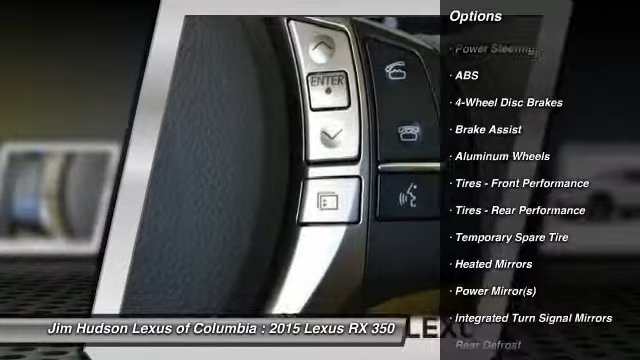 Options
· Power Steering
· ABS
· 4-Wheel Disc Brakes
· Brake Assist
· Aluminum Wheels
· Tires - Front Performance
· Tires - Rear Performance
· Temporary Spare Tire
· Heated Mirrors
· Power Mirror(s)
· Integrated Turn Signal Mirrors
· Rear Defrost
ENTER
Jim Hudson Lexus of Columbia : 2015 Lexus RX 350